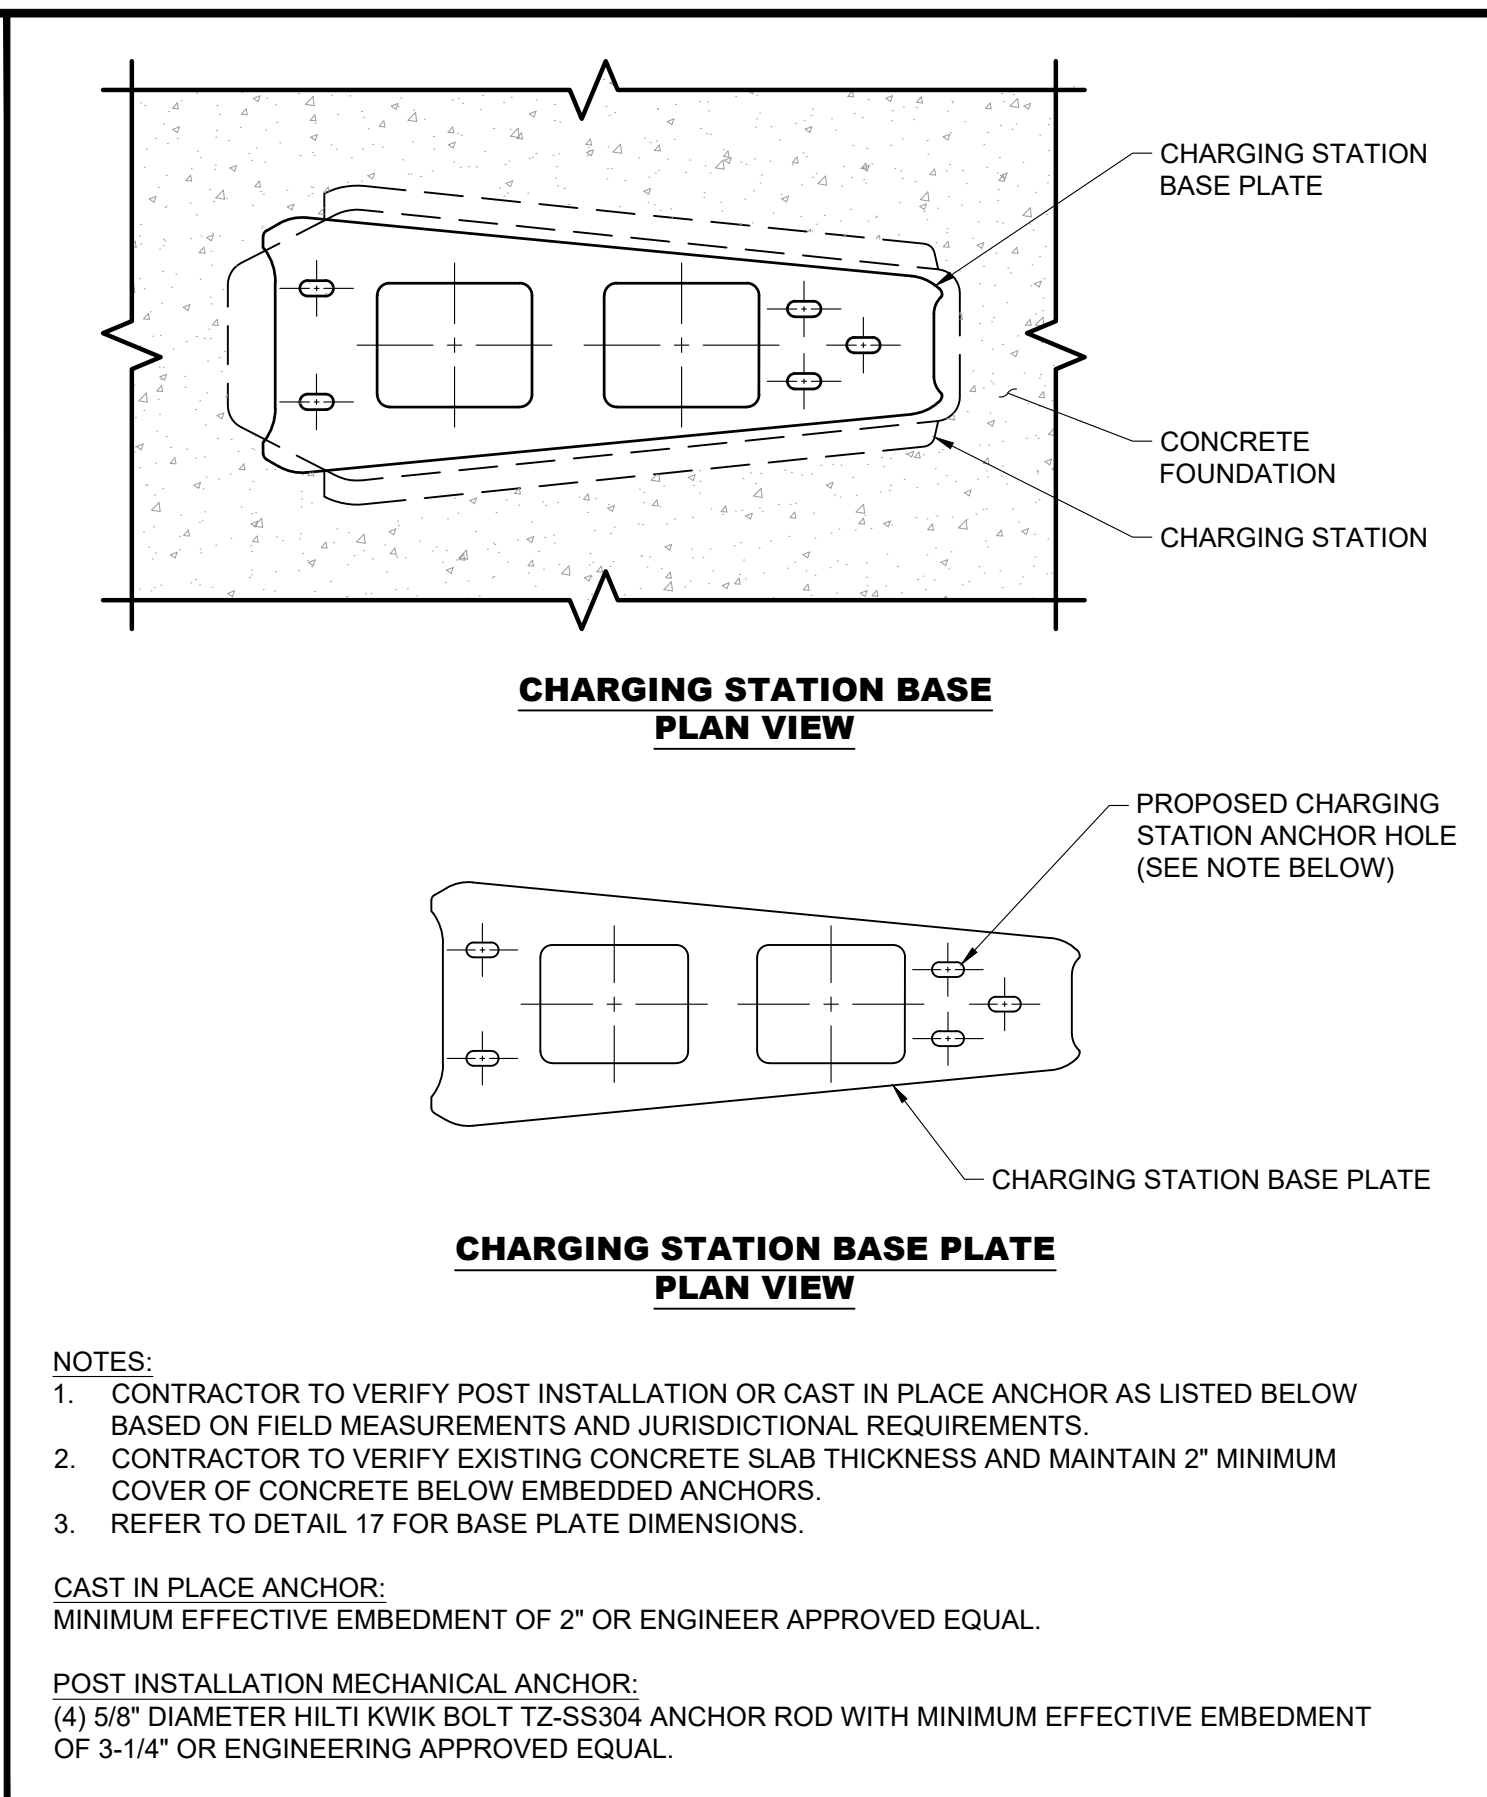 CHARGING STATION
BASE PLATE
CONCRETE
FOUNDATION
CHARGING STATION
CHARGING STATION BASE
PLAN VIEW
PROPOSED CHARGING
STATION ANCHOR HOLE
(SEE NOTE BELOW)
CHARGING STATION BASE PLATE
CHARGING STATION BASE PLATE
PLAN VIEW
NOTES:
1. CONTRACTOR TO VERIFY POST INSTALLATION OR CAST IN PLACE ANCHOR AS LISTED BELOW
BASED ON FIELD MEASUREMENTS AND JURISDICTIONAL REQUIREMENTS.
2. CONTRACTOR TO VERIFY EXISTING CONCRETE SLAB THICKNESS AND MAINTAIN 2" MINIMUM
COVER OF CONCRETE BELOW EMBEDDED ANCHORS.
3. REFER TO DETAIL 17 FOR BASE PLATE DIMENSIONS.
CAST IN PLACE ANCHOR:
MINIMUM EFFECTIVE EMBEDMENT OF 2" OR ENGINEER APPROVED EQUAL.
POST INSTALLATION MECHANICAL ANCHOR:
(4) 5/8" DIAMETER HILTI KWIK BOLT TZ-SS304 ANCHOR ROD WITH MINIMUM EFFECTIVE EMBEDMENT
OF 3-1/4" OR ENGINEERING APPROVED EQUAL.